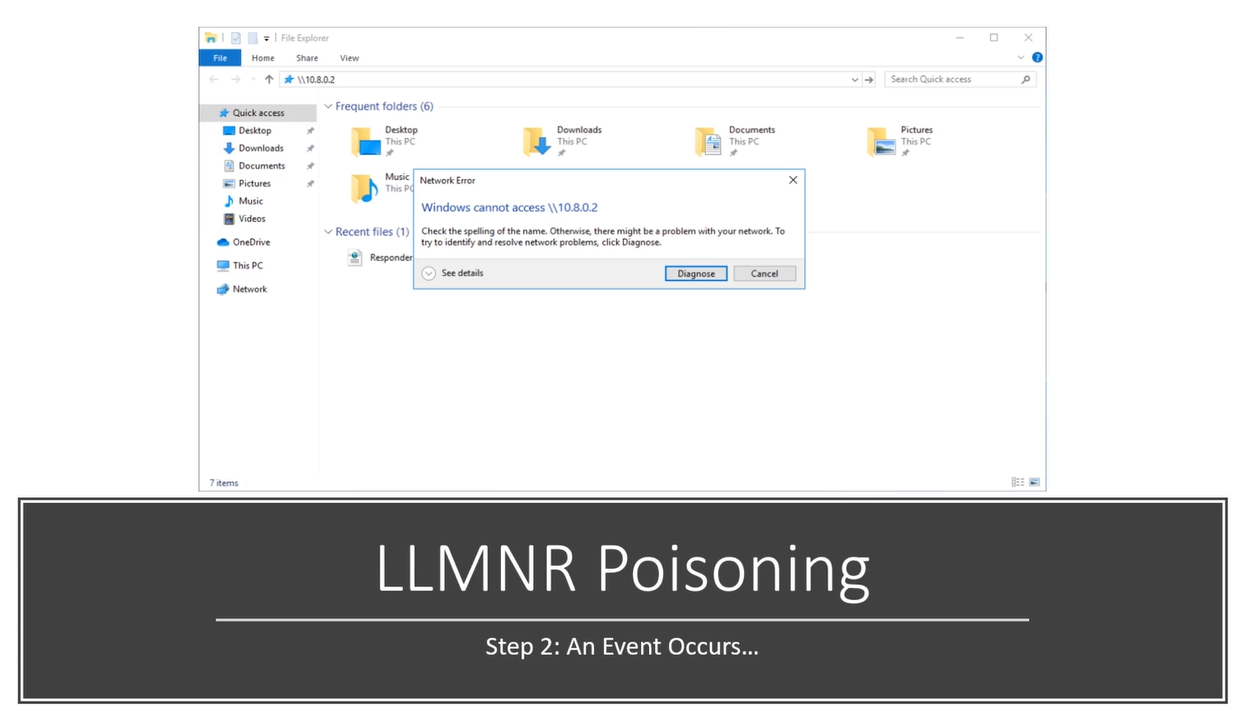 File Explorer
File Home Share View
\\10.8.0.2
Search Quick access
Quick access
Desktop
Downloads
Documents
Pictures
Music
Videos
OneDrive
This PC
Network
Frequent folders (6)
Desktop
This PC
Downloads
This PC
Documents
This PC
Pictures
This PC
Music
This PC
Recent files (1)
Responder
Network Error
Windows cannot access \\10.8.0.2
Check the spelling of the name. Otherwise, there might be a problem with your network. To
try to identify and resolve network problems, click Diagnose.
See details
Diagnose
Cancel
7 items
LLMNR Poisoning
Step 2: An Event Occurs...